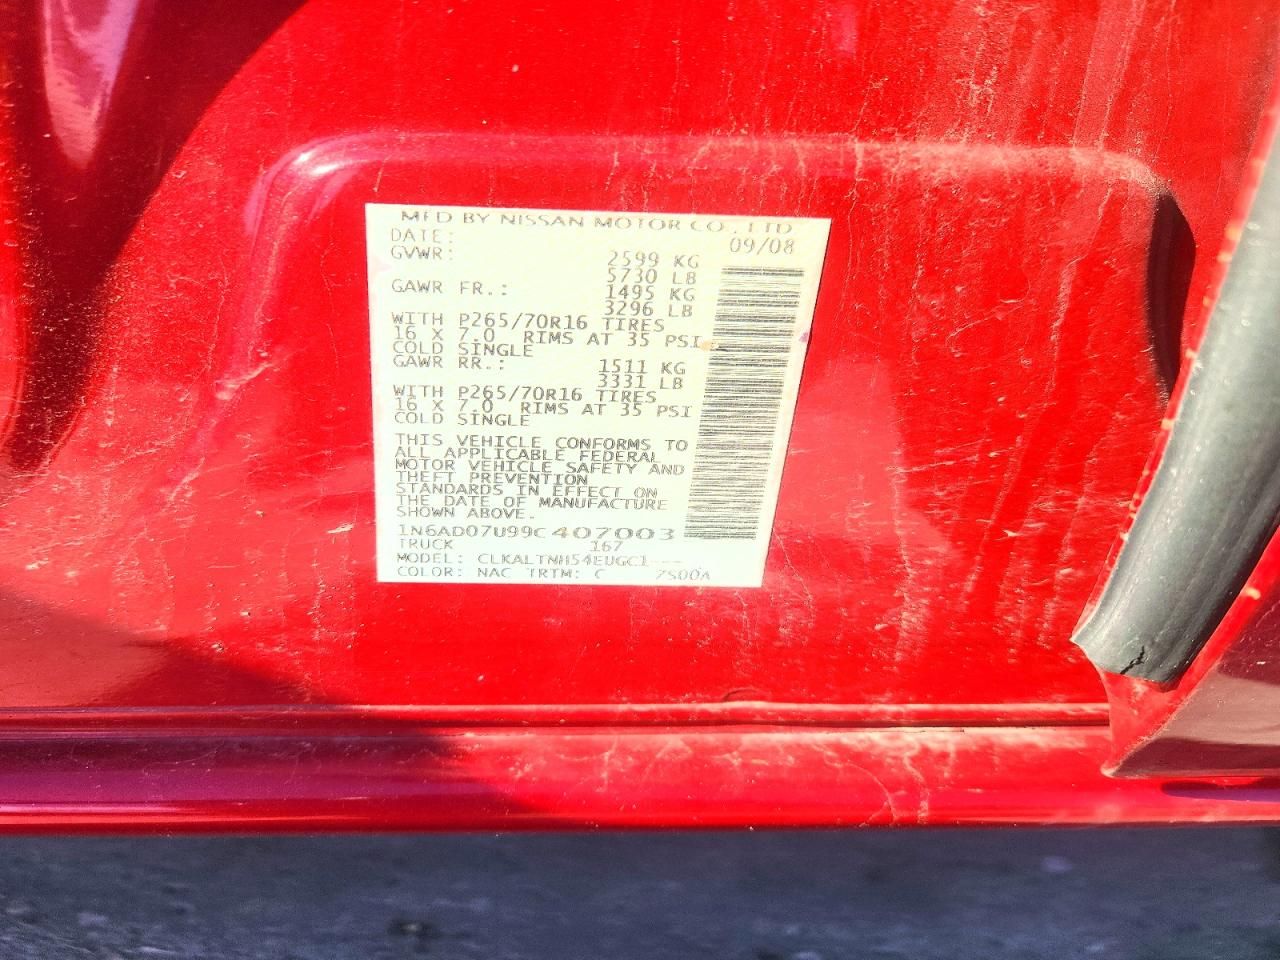 MFD BY NISSAN MOTOR CO., LTD
DATE: 09/08
GVWR: 2599 KG
5730 LB
GAWR FR.: 1495 KG
3296 LB
WITH P265/70R16 TIRES
16 X 7.0 RIMS AT 35 PSI
COLD SINGLE
GAWR RR.: 1511 KG
3331 LB
WITH P265/70R16 TIRES
16 X 7.0 RIMS AT 35 PSI
COLD SINGLE
THIS VEHICLE CONFORMS TO
ALL APPLICABLE FEDERAL
MOTOR VEHICLE SAFETY AND
THEFT PREVENTION
STANDARDS IN EFFECT ON
THE DATE OF MANUFACTURE
SHOWN ABOVE.
1N6AD07U99C407003
TRUCK 167
MODEL: CLKALTNH54EUGC1---
COLOR: NAC TRTM: C 7S00A